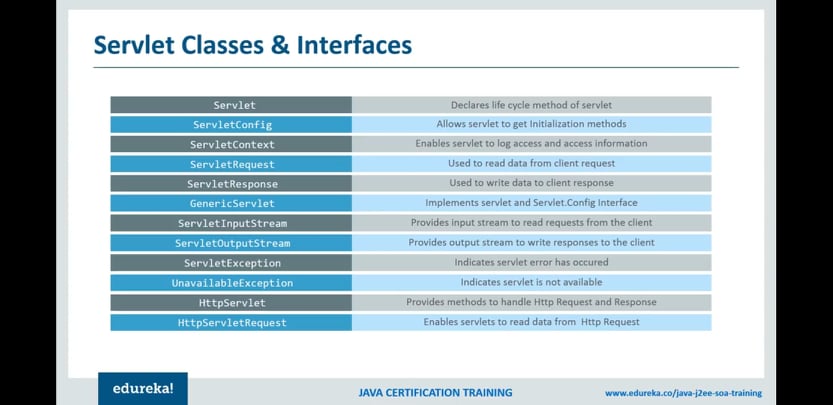 Servlet Classes & Interfaces
Servlet Declares life cycle method of servlet
ServletConfig Allows servlet to get Initialization methods
ServletContext Enables servlet to log access and access information
ServletRequest Used to read data from client request
ServletResponse Used to write data to client response
GenericServlet Implements servlet and Servlet.Config Interface
ServletInputStream Provides input stream to read requests from the client
ServletOutputStream Provides output stream to write responses to the client
ServletException Indicates servlet error has occured
UnavailableException Indicates servlet is not available
HttpServlet Provides methods to handle Http Request and Response
HttpServletRequest Enables servlets to read data from Http Request
edureka! JAVA CERTIFICATION TRAINING www.edureka.co/java-j2ee-soa-training